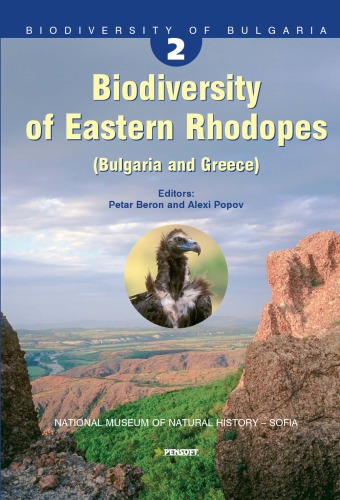 BIODIVERSITY OF BULGARIA
2
Biodiversity
of Eastern Rhodopes
(Bulgaria and Greece)
Editors:
Petar Beron and Alexi Popov
NATIONAL MUSEUM OF NATURAL HISTORY – SOFIA
PENSOFT